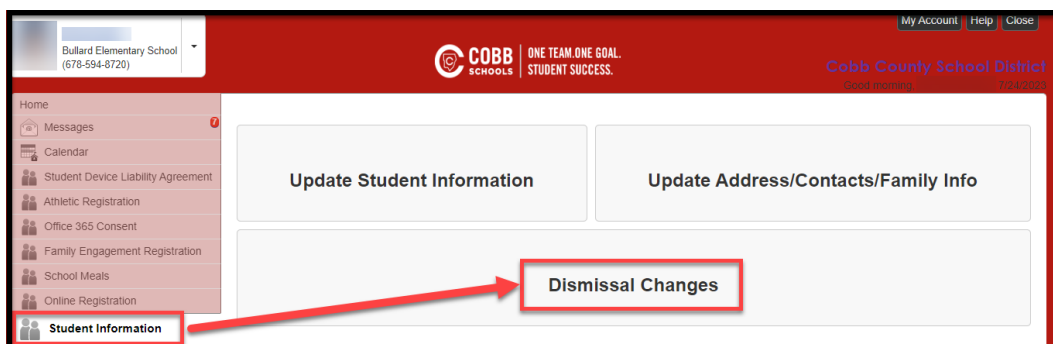 My Account Help Close
Bullard Elementary School
(678-594-8720)
COBB SCHOOLS
ONE TEAM.ONE GOAL.
STUDENT SUCCESS.
Cobb County School District
Good morning 7/24/2023
Home
Messages 7
Calendar
Student Device Liability Agreement
Athletic Registration
Office 365 Consent
Family Engagement Registration
School Meals
Online Registration
Student Information
Update Student Information
Update Address/Contacts/Family Info
Dismissal Changes